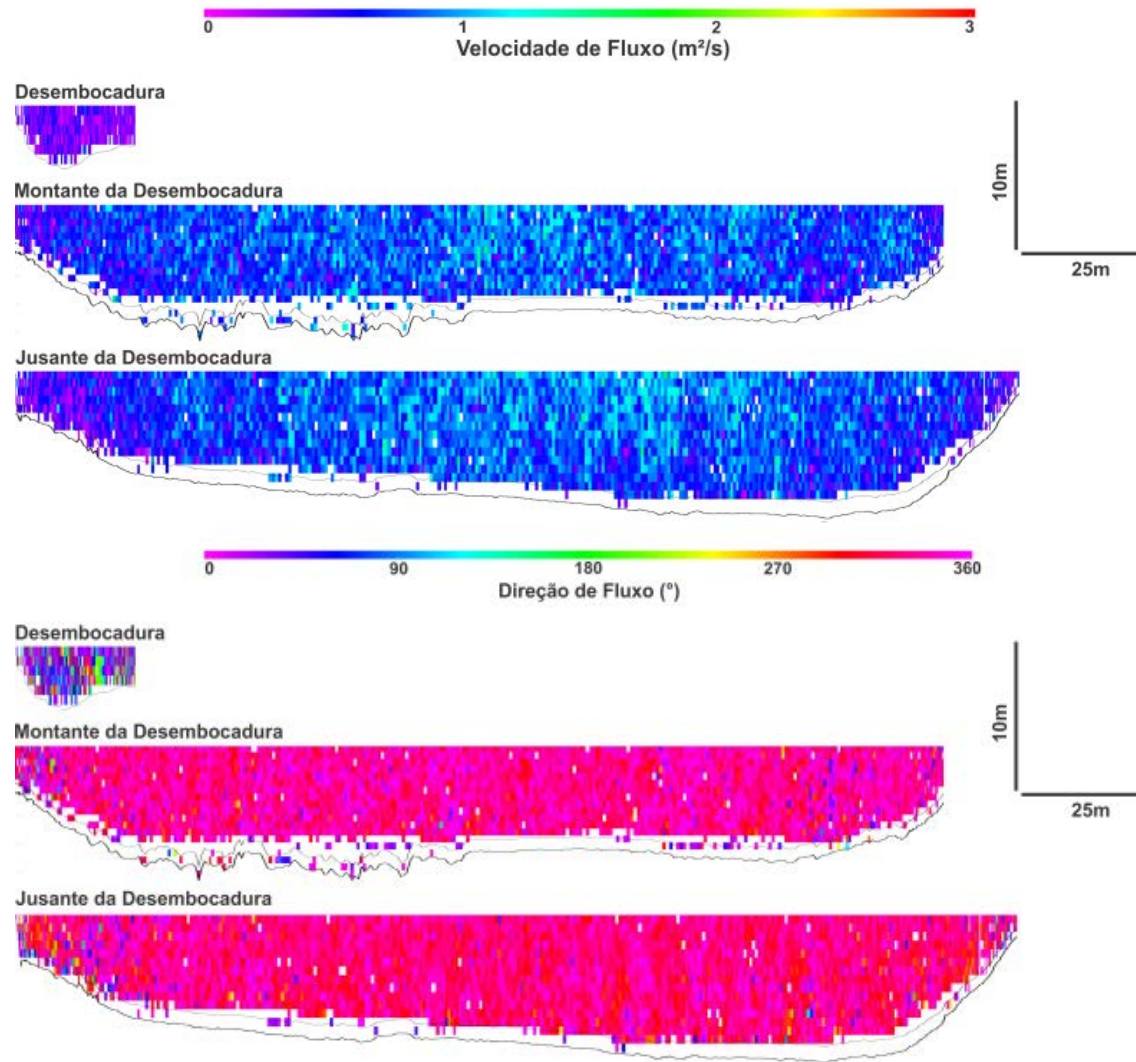 0 1 2 3
Velocidade de Fluxo (m²/s)
Desembocadura
Montante da Desembocadura
10m
25m
Jusante da Desembocadura
0 90 180 270 360
Direção de Fluxo (°)
Desembocadura
Montante da Desembocadura
10m
25m
Jusante da Desembocadura